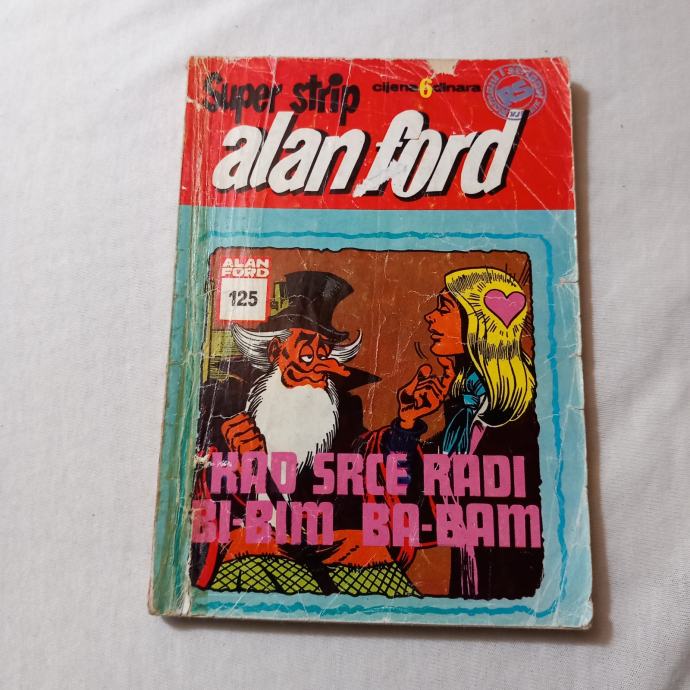 Super strip
cijena 6 dinara
alan ford
ALAN
FORD
125
KAD SRCE RADI
BI-BIM BA-BAM